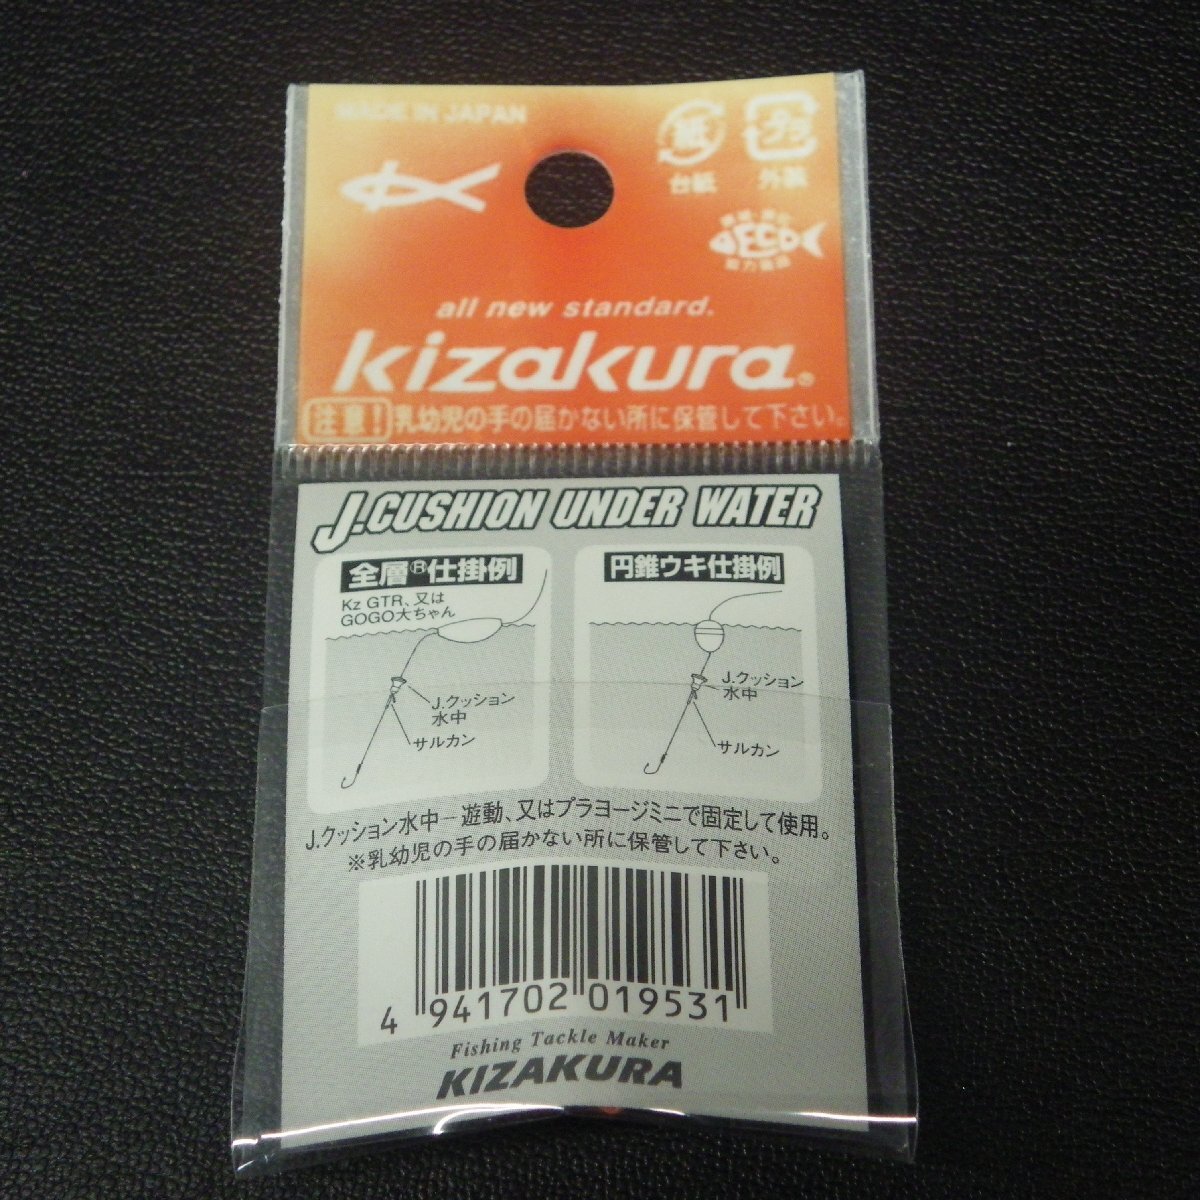 MADE IN JAPAN
紙
台紙
プラ
外装
ECO
all new standard.
kizakura®
注意！乳幼児の手の届かない所に保管して下さい。
J.CUSHION UNDER WATER
全層®仕掛例
Kz GTR、又は
GOGO大ちゃん
J.クッション
水中
サルカン
円錐ウキ仕掛例
J.クッション
水中
サルカン
J.クッション水中－遊動、又はプラヨージミニで固定して使用。
※乳幼児の手の届かない所に保管して下さい。
4 941702 019531
Fishing Tackle Maker
KIZAKURA